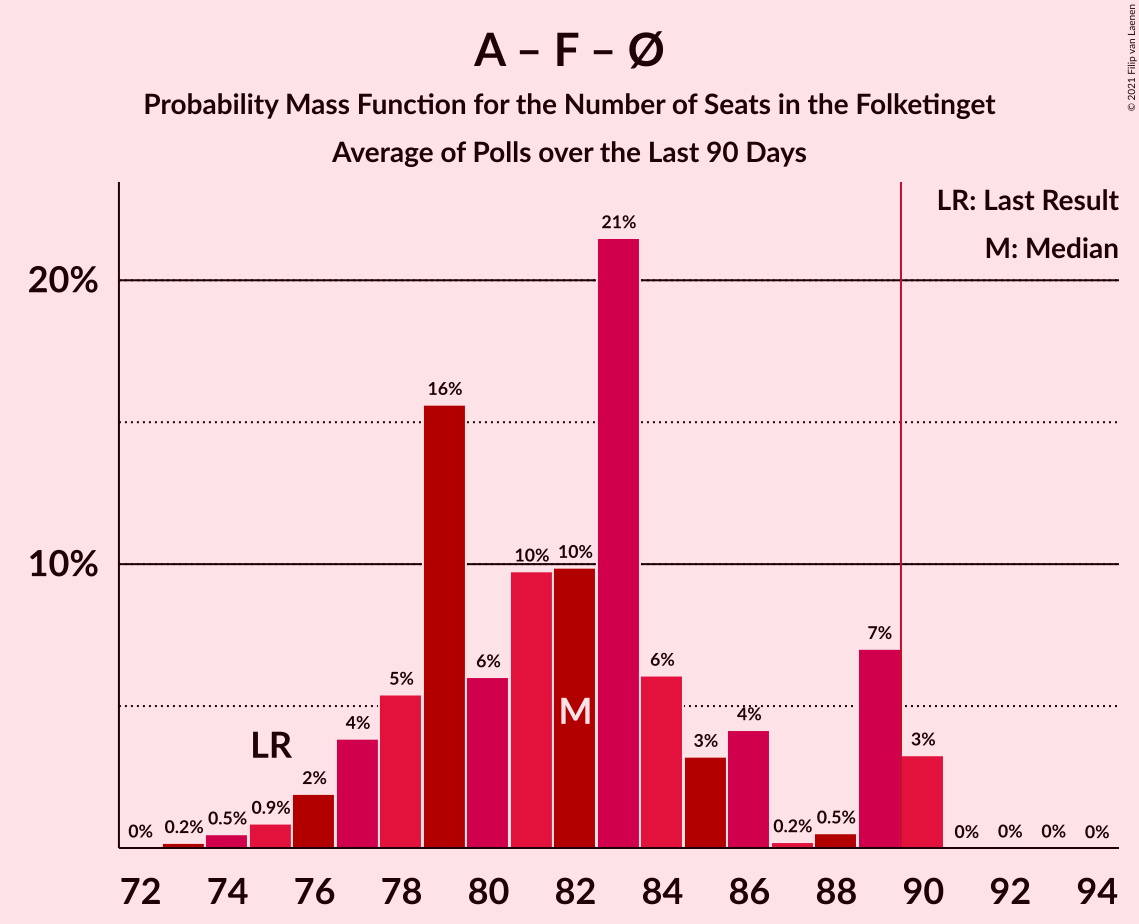 A – F – Ø
Probability Mass Function for the Number of Seats in the Folketinget
Average of Polls over the Last 90 Days
© 2021 Filip van Laenen
LR: Last Result
M: Median
20%
10%
0%
0.2%
0.5%
0.9%
2%
4%
5%
16%
6%
10%
10%
21%
6%
3%
4%
0.2%
0.5%
7%
3%
0%
0%
0%
0%
LR
M
72 74 76 78 80 82 84 86 88 90 92 94